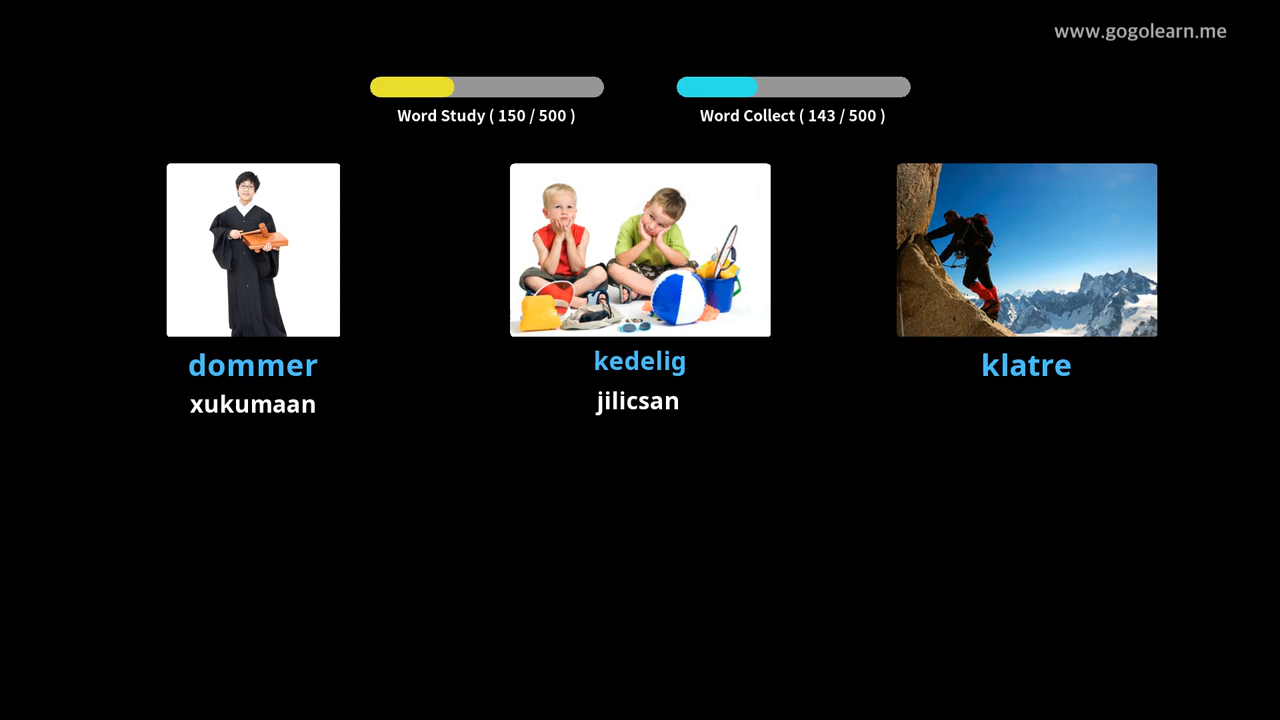 www.gogolearn.me
Word Study ( 150 / 500 )
Word Collect ( 143 / 500 )
dommer
xukumaan
kedelig
jilicsan
klatre